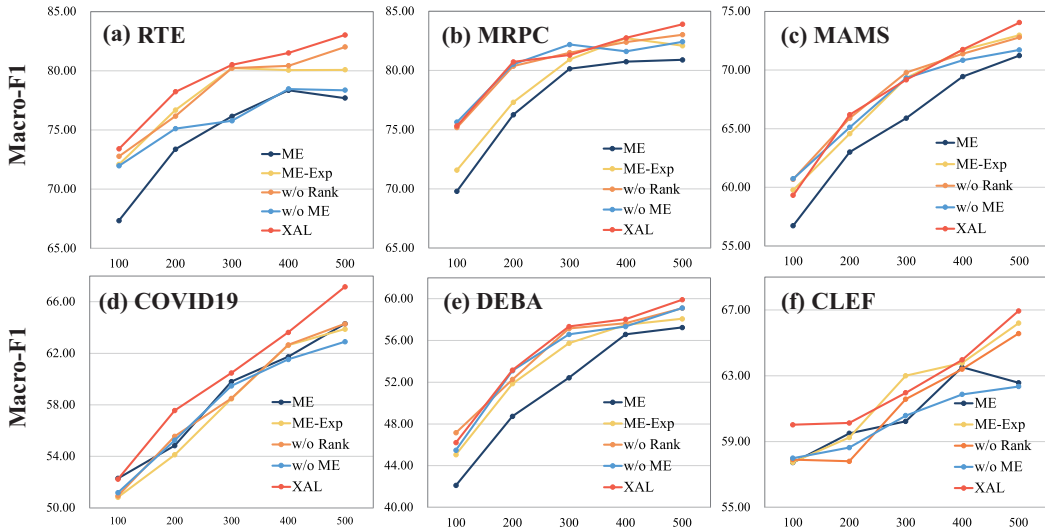 Macro-F1
(a) RTE
85.00
80.00
75.00
70.00
65.00
100 200 300 400 500
ME
ME-Exp
w/o Rank
w/o ME
XAL
(b) MRPC
85.00
80.00
75.00
70.00
65.00
100 200 300 400 500
ME
ME-Exp
w/o Rank
w/o ME
XAL
(c) MAMS
75.00
70.00
65.00
60.00
55.00
100 200 300 400 500
ME
ME-Exp
w/o Rank
w/o ME
XAL
Macro-F1
(d) COVID19
66.00
62.00
58.00
54.00
50.00
100 200 300 400 500
ME
ME-Exp
w/o Rank
w/o ME
XAL
(e) DEBA
60.00
56.00
52.00
48.00
44.00
40.00
100 200 300 400 500
ME
ME-Exp
w/o Rank
w/o ME
XAL
(f) CLEF
67.00
63.00
59.00
55.00
100 200 300 400 500
ME
ME-Exp
w/o Rank
w/o ME
XAL